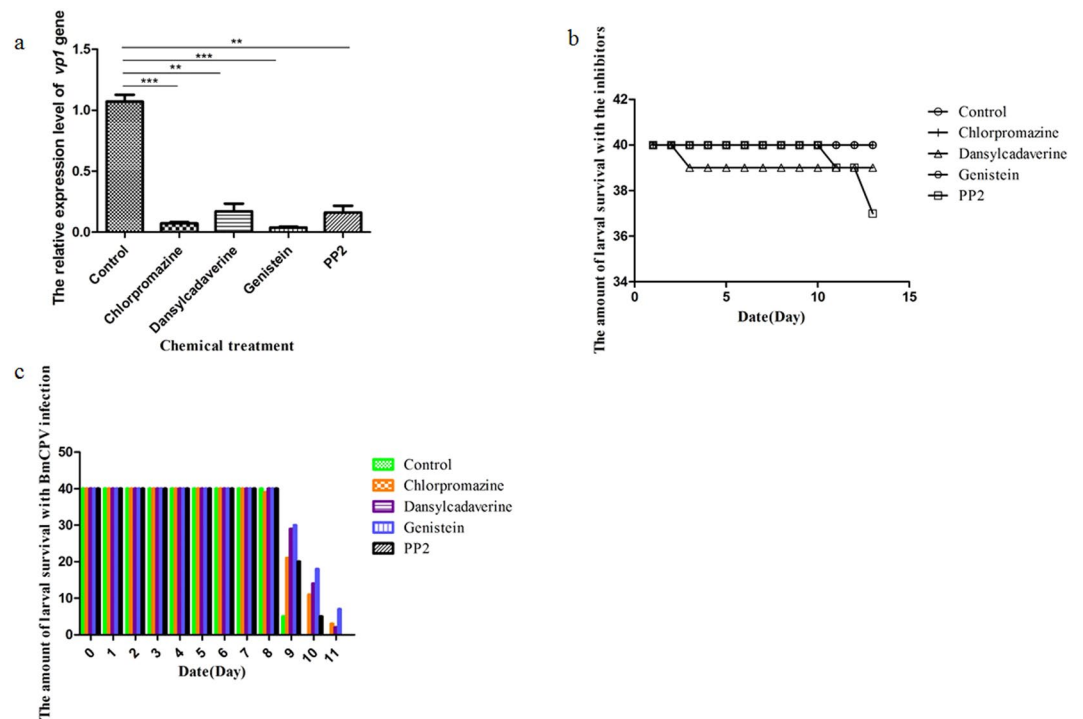 a
The relative expression level of vp1 gene
1.5
1.0
0.5
0.0
**
***
**
***
Control
Chlorpromazine
Dansylcadaverine
Genistein
PP2
Chemical treatment
b
The amount of larval survival with the inhibitors
42
40
38
36
34
0 5 10 15
Date(Day)
Control
Chlorpromazine
Dansylcadaverine
Genistein
PP2
c
The amount of larval survival with BmCPV infection
50
40
30
20
10
0
0 1 2 3 4 5 6 7 8 9 10 11
Date(Day)
Control
Chlorpromazine
Dansylcadaverine
Genistein
PP2